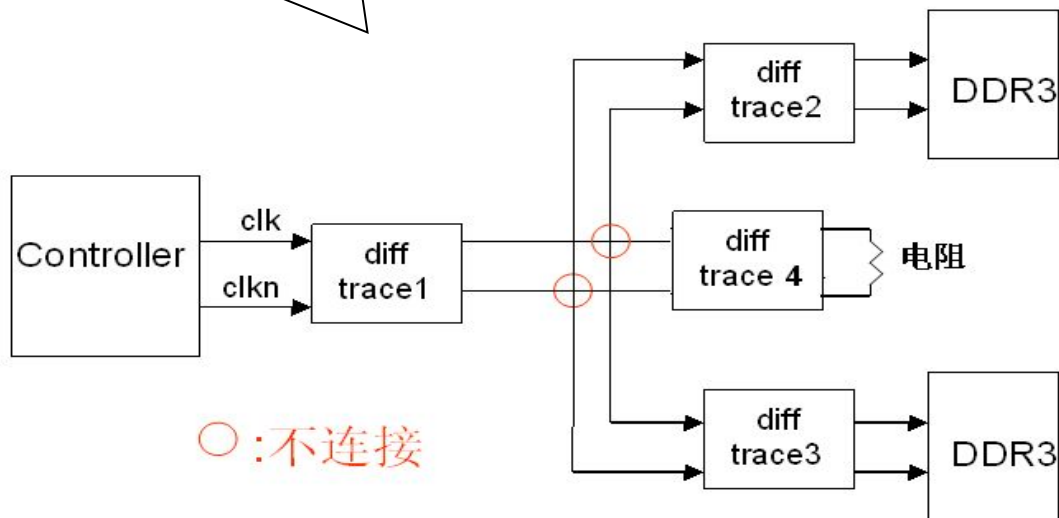 diff
trace2
DDR3
Controller
clk
clkn
diff
trace1
diff
trace 4
电阻
:不连接
diff
trace3
DDR3